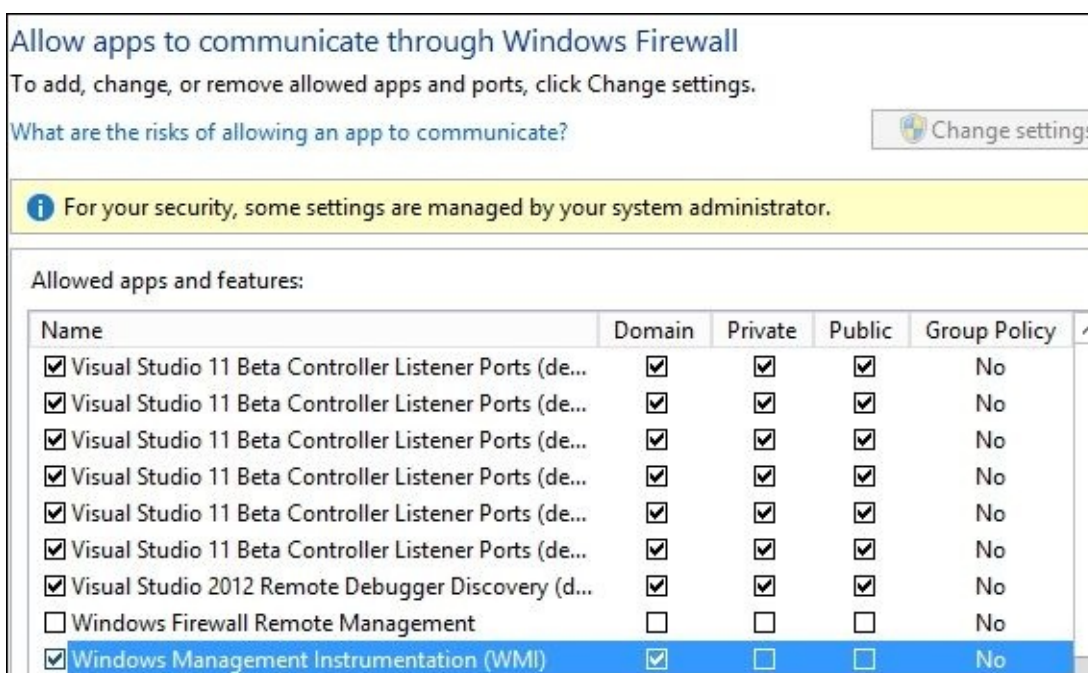 Allow apps to communicate through Windows Firewall
To add, change, or remove allowed apps and ports, click Change settings.
What are the risks of allowing an app to communicate?
Change settings
For your security, some settings are managed by your system administrator.
Allowed apps and features:
Name Domain Private Public Group Policy
Visual Studio 11 Beta Controller Listener Ports (de... No
Visual Studio 11 Beta Controller Listener Ports (de... No
Visual Studio 11 Beta Controller Listener Ports (de... No
Visual Studio 11 Beta Controller Listener Ports (de... No
Visual Studio 11 Beta Controller Listener Ports (de... No
Visual Studio 11 Beta Controller Listener Ports (de... No
Visual Studio 2012 Remote Debugger Discovery (d... No
Windows Firewall Remote Management No
Windows Management Instrumentation (WMI) No